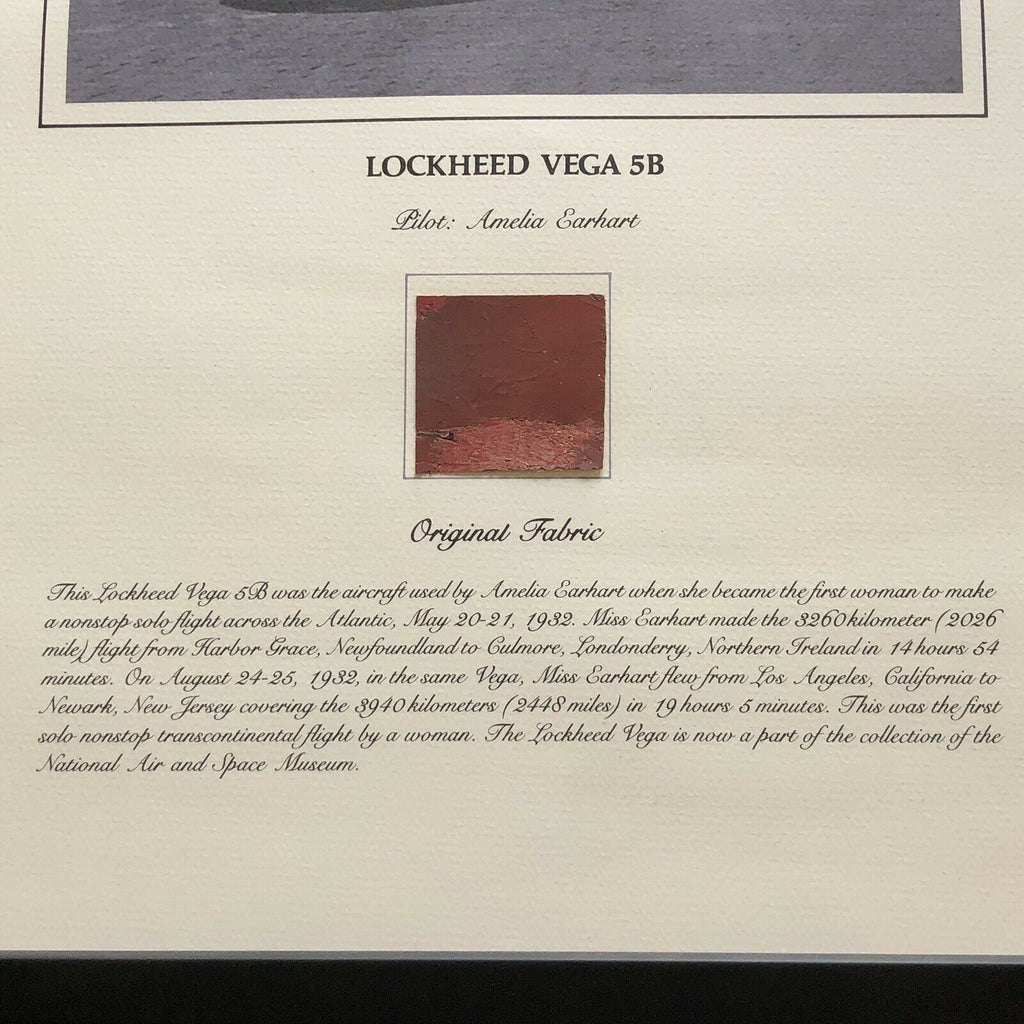 LOCKHEED VEGA 5B
Pilot: Amelia Earhart
Original Fabric
This Lockheed Vega 5B was the aircraft used by Amelia Earhart when she became the first woman to make
a nonstop solo flight across the Atlantic, May 20-21, 1932. Miss Earhart made the 3260 kilometer (2026
mile) flight from Harbor Grace, Newfoundland to Culmore, Londonderry, Northern Ireland in 14 hours 54
minutes. On August 24-25, 1932, in the same Vega, Miss Earhart flew from Los Angeles, California to
Newark, New Jersey covering the 3940 kilometers (2448 miles) in 19 hours 5 minutes. This was the first
solo nonstop transcontinental flight by a woman. The Lockheed Vega is now a part of the collection of the
National Air and Space Museum.